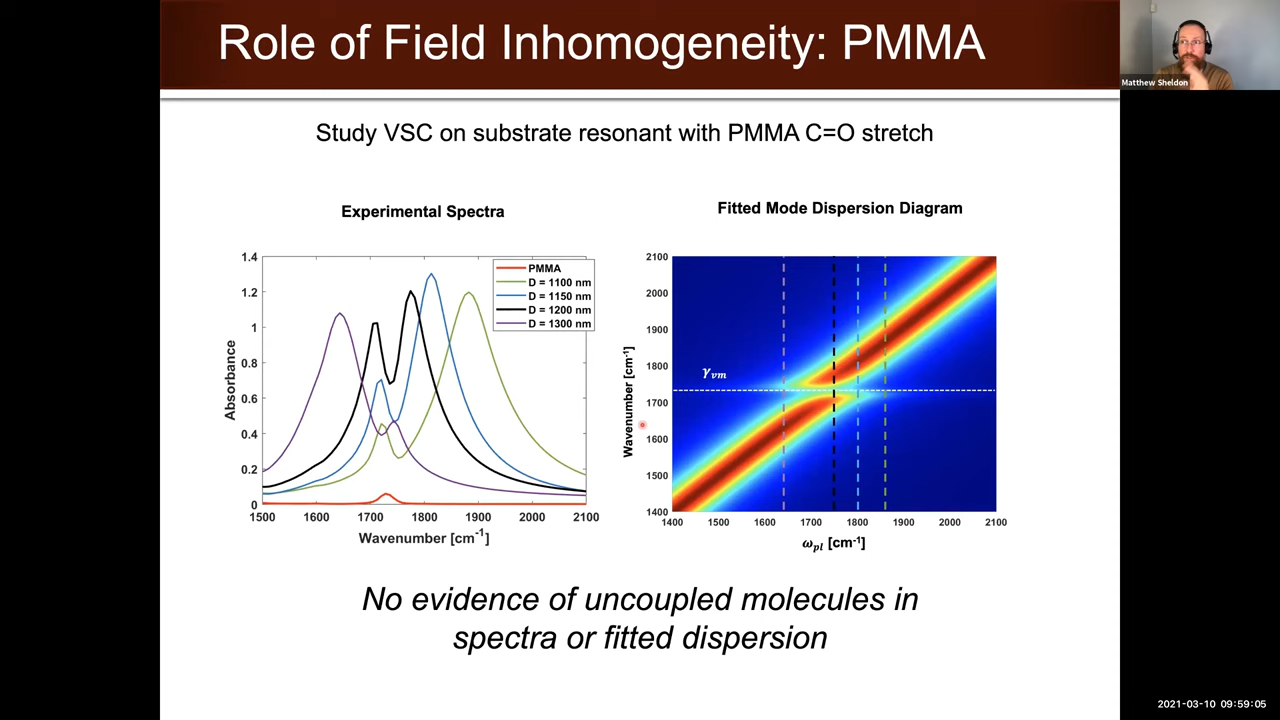 Role of Field Inhomogeneity: PMMA
Matthew Sheldon
Study VSC on substrate resonant with PMMA C=O stretch
Experimental Spectra
1.4
1.2
1
0.8
0.6
0.4
0.2
0
Absorbance
PMMA
D = 1100 nm
D = 1150 nm
D = 1200 nm
D = 1300 nm
1500 1600 1700 1800 1900 2000 2100
Wavenumber [cm-1]
Fitted Mode Dispersion Diagram
2100
2000
1900
1800
1700
1600
1500
1400
Wavenumber [cm-1]
γvm
1400 1500 1600 1700 1800 1900 2000 2100
ωpl [cm-1]
No evidence of uncoupled molecules in
spectra or fitted dispersion
2021-03-10 09:59:05